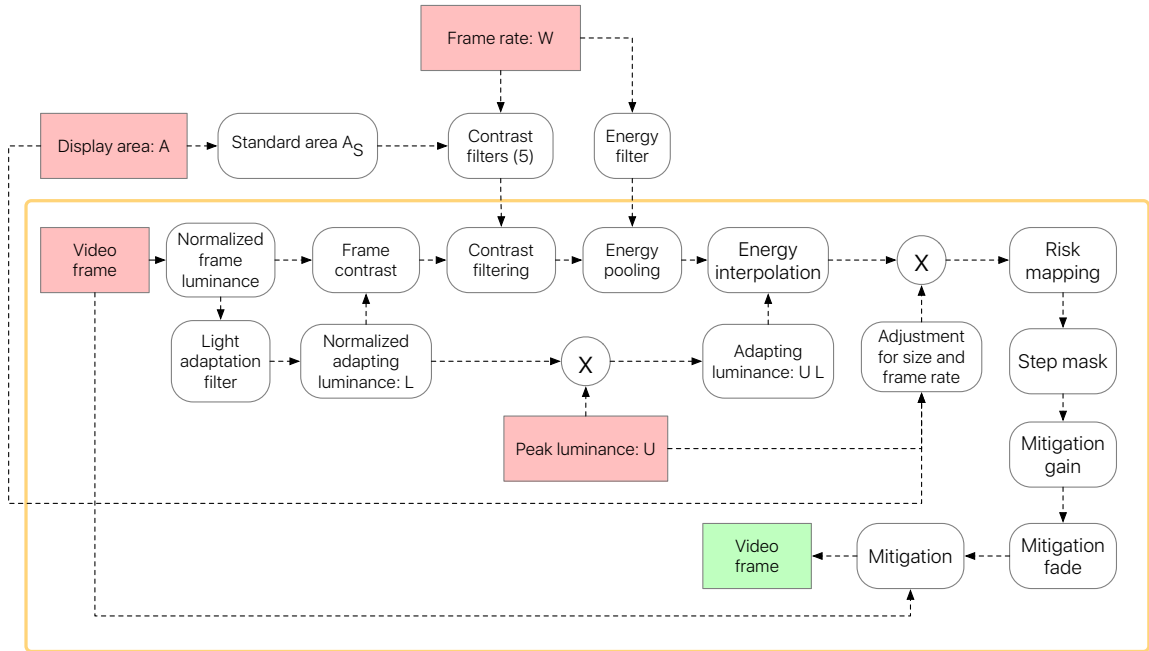 Frame rate: W
Display area: A
Standard area AS
Contrast
filters (5)
Energy
filter
Video
frame
Normalized
frame
luminance
Frame
contrast
Contrast
filtering
Energy
pooling
Energy
interpolation
X
Risk
mapping
Light
adaptation
filter
Normalized
adapting
luminance: L
X
Adapting
luminance: U L
Adjustment
for size and
frame rate
Step mask
Peak luminance: U
Mitigation
gain
Video
frame
Mitigation
Mitigation
fade